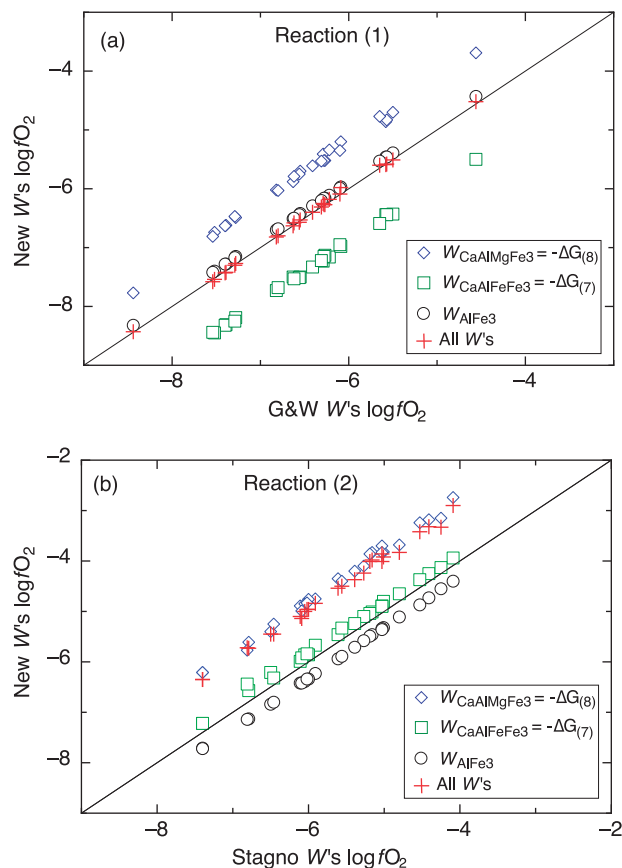 (a)
Reaction (1)
−4
−6
−8
New W's logfO₂
W_CaAlMgFe3 = -ΔG₍₈₎
W_CaAlFeFe3 = -ΔG₍₇₎
W_AlFe3
All W's
−8 −6 −4
G&W W's logfO₂
−2
(b)
Reaction (2)
−4
−6
−8
New W's logfO₂
W_CaAlMgFe3 = -ΔG₍₈₎
W_CaAlFeFe3 = -ΔG₍₇₎
W_AlFe3
All W's
−8 −6 −4 −2
Stagno W's logfO₂